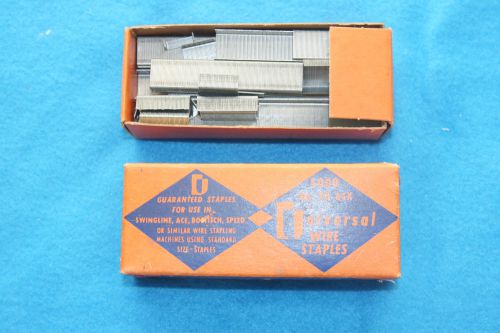 GUARANTEED STAPLES
FOR USE IN
SWINGLINE, ACE, BOSTITCH, SPEED
OR SIMILAR WIRE STAPLING
MACHINES USING STANDARD
SIZE-STAPLES
5000
Universal
WIRE
STAPLES